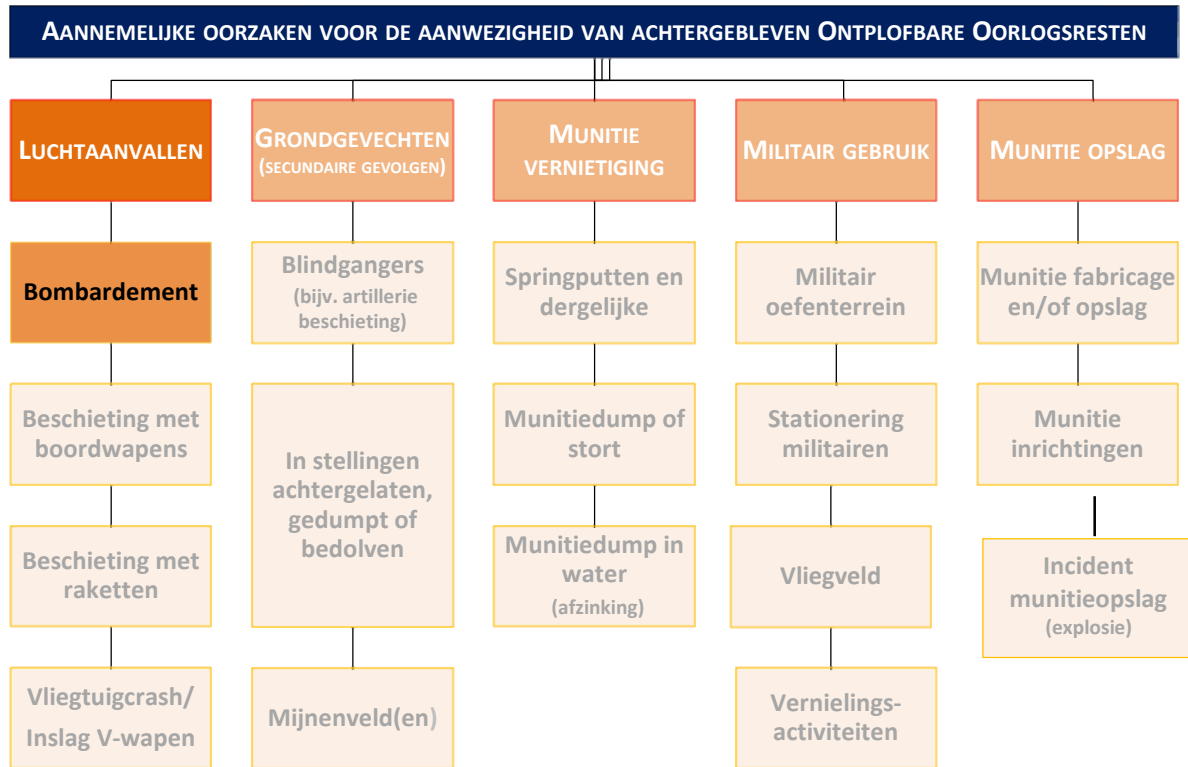 AANNEMELIJKE OORZAKEN VOOR DE AANWEZIGHEID VAN ACHTERGEBLEVEN ONTPLOFBARE OORLOGSRESTEN
LUCHTAANVALLEN
Bombardement
Beschieting met
boordwapens
Beschieting met
raketten
Vliegtuigcrash/
Inslag V-wapen
GRONDGEVECHTEN
(SECUNDAIRE GEVOLGEN)
Blindgangers
(bijv. artillerie
beschieting)
In stellingen
achtergelaten,
gedumpt of
bedolven
Mijnenveld(en)
MUNITIE
VERNIETIGING
Springputten en
dergelijke
Munitiedump of
stort
Munitiedump in
water
(afzinking)
MILITAIR GEBRUIK
Militair
oefenterrein
Stationering
militairen
Vliegveld
Vernielings-
activiteiten
MUNITIE OPSLAG
Munitie fabricage
en/of opslag
Munitie
inrichtingen
Incident
munitieopslag
(explosie)